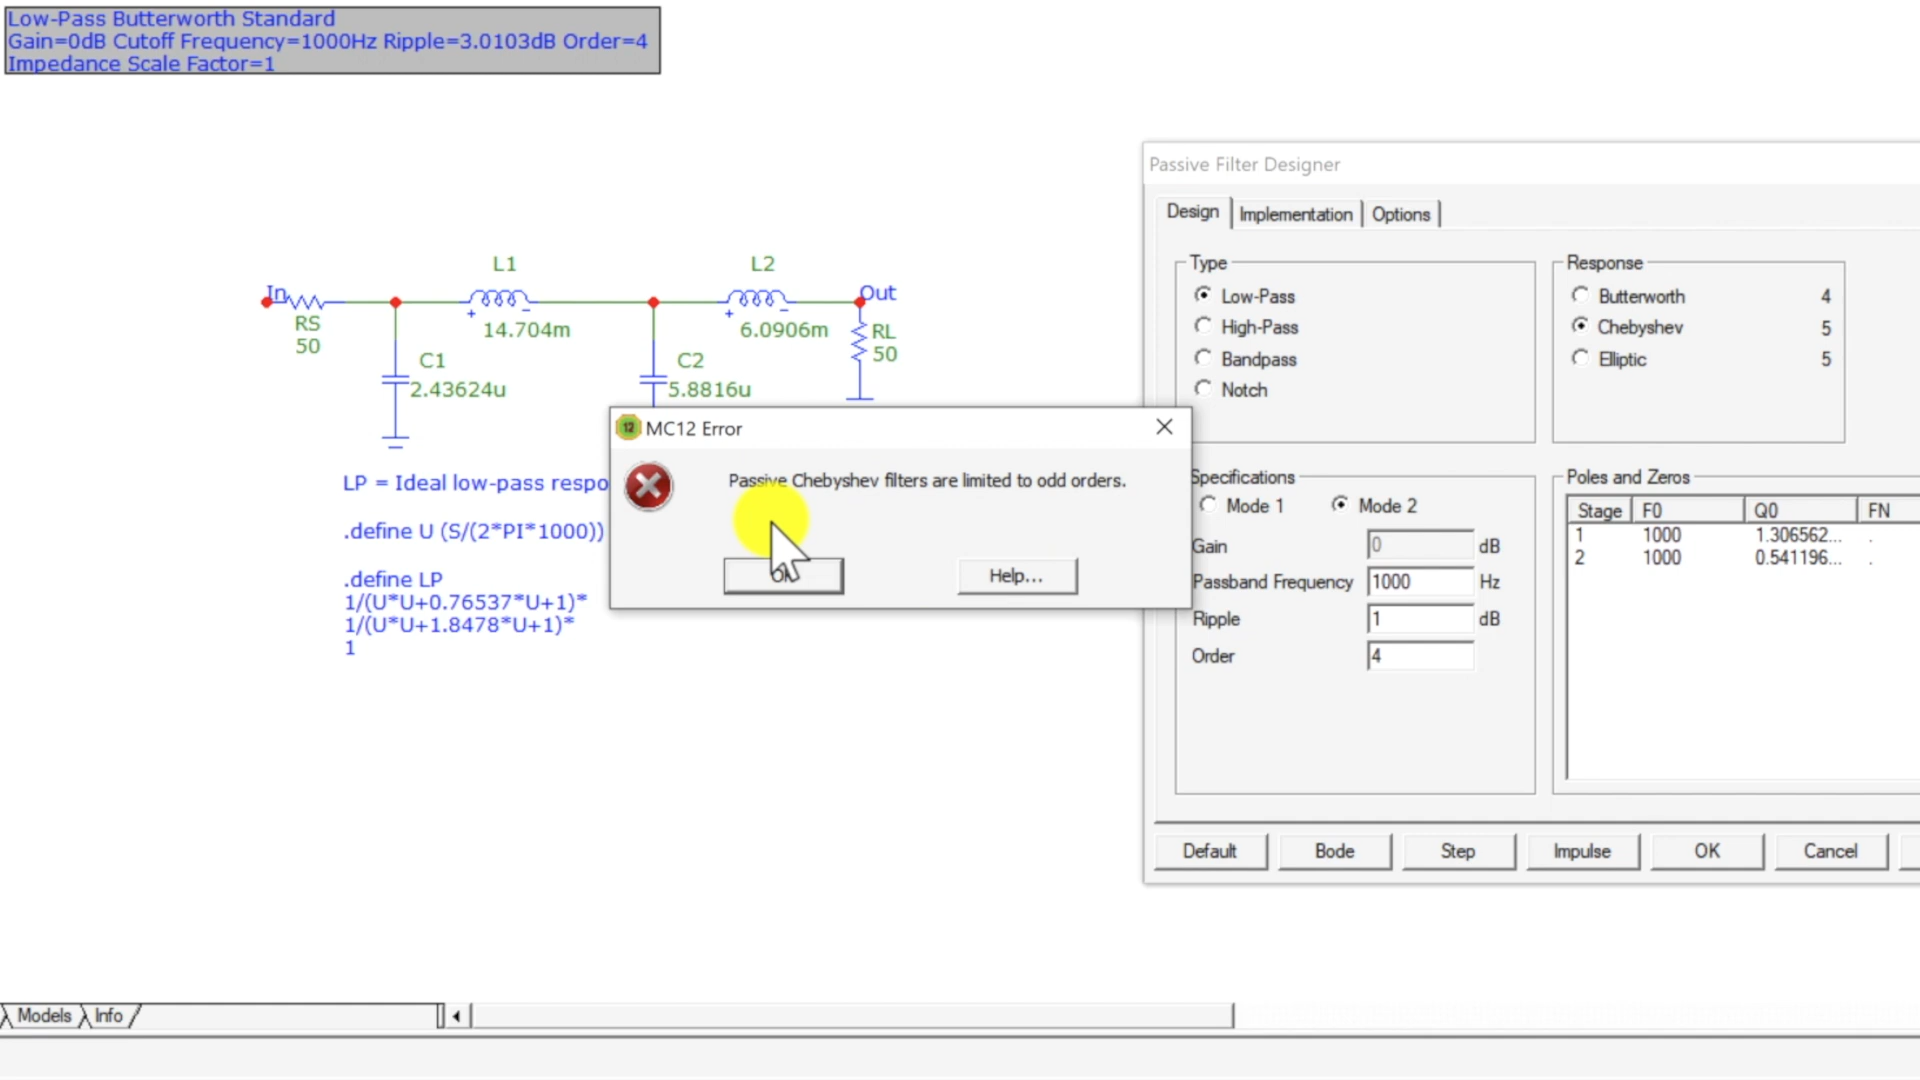 Low-Pass Butterworth Standard
Gain=0dB Cutoff Frequency=1000Hz Ripple=3.0103dB Order=4
Impedance Scale Factor=1
In
RS
50
L1
14.704m
L2
6.0906m
Out
RL
50
C1
2.43624u
C2
5.8816u
LP = Ideal low-pass respo
.define U (S/(2*PI*1000))
.define LP
1/(U*U+0.76537*U+1)*
1/(U*U+1.8478*U+1)*
1
12 MC12 Error
Passive Chebyshev filters are limited to odd orders.
Help...
Passive Filter Designer
Design Implementation Options
Type
Low-Pass
High-Pass
Bandpass
Notch
Response
Butterworth 4
Chebyshev 5
Elliptic 5
Specifications
Mode 1 Mode 2
Gain 0 dB
Passband Frequency 1000 Hz
Ripple 1 dB
Order 4
Poles and Zeros
Stage F0 Q0 FN
1 1000 1.306562... .
2 1000 0.541196... .
Default Bode Step Impulse OK Cancel
Models Info